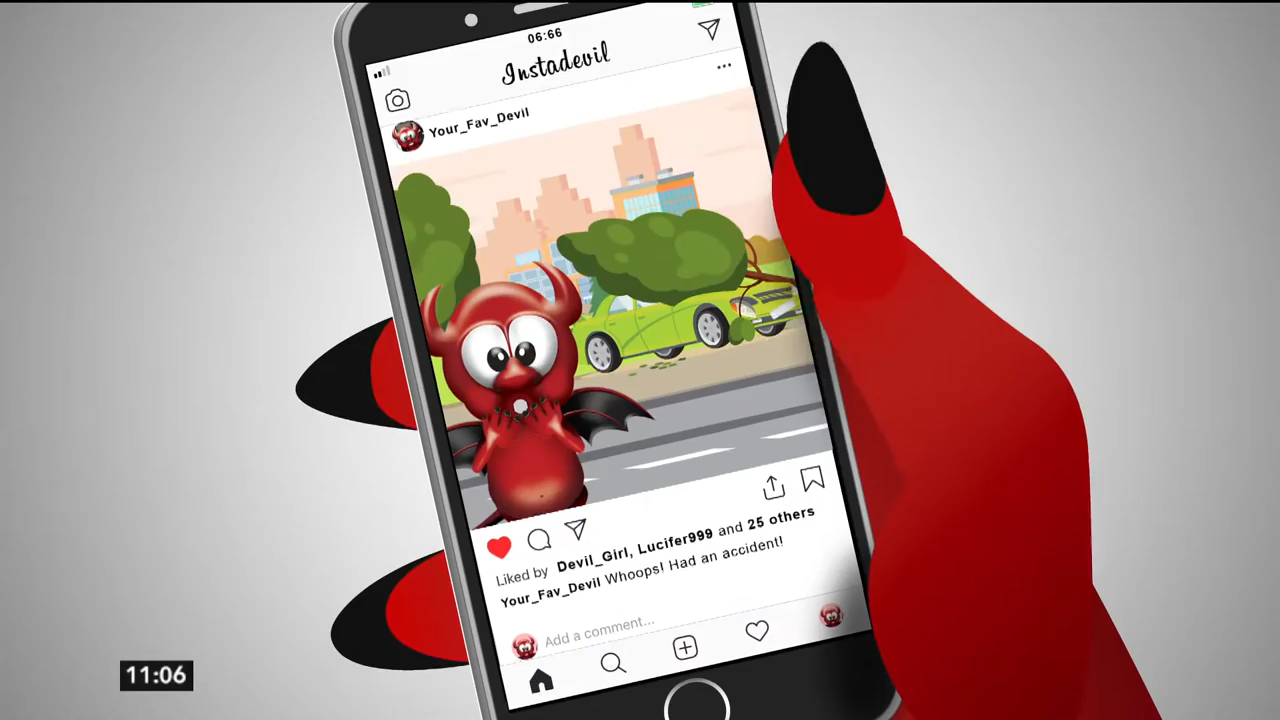 06:66
Instadevil
Your_Fav_Devil
Liked by Devil_Girl, Lucifer999 and 25 others
Your_Fav_Devil Whoops! Had an accident!
Add a comment...
11:06